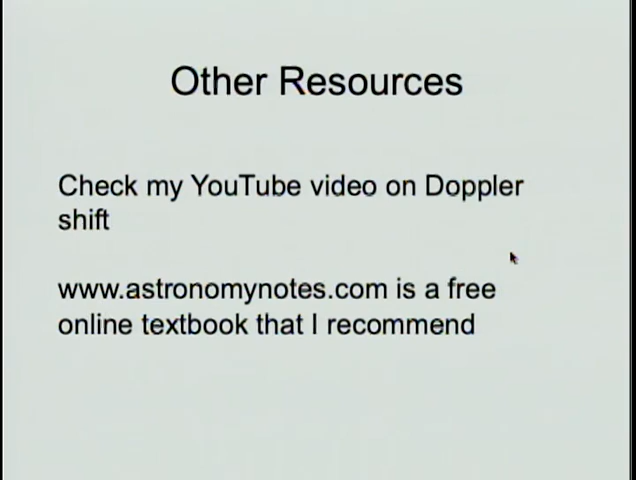 Other Resources
Check my YouTube video on Doppler
shift
www.astronomynotes.com is a free
online textbook that I recommend